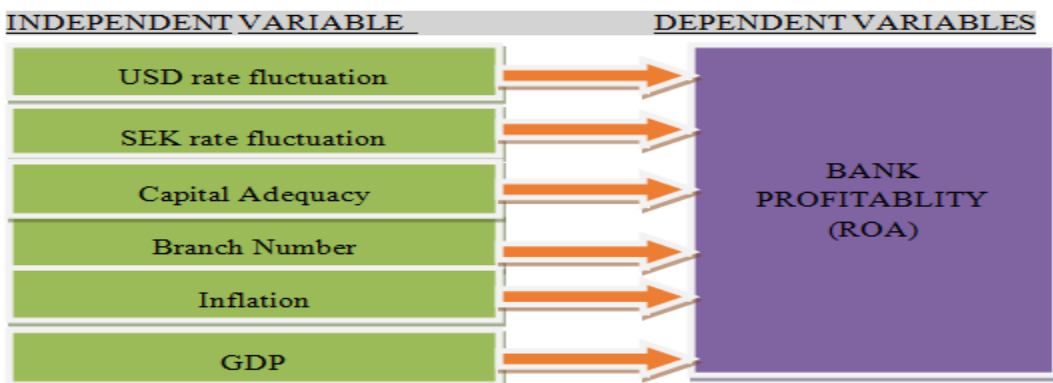 INDEPENDENT VARIABLE
DEPENDENT VARIABLES
USD rate fluctuation
SEK rate fluctuation
Capital Adequacy
Branch Number
Inflation
GDP
BANK
PROFITABLITY
(ROA)